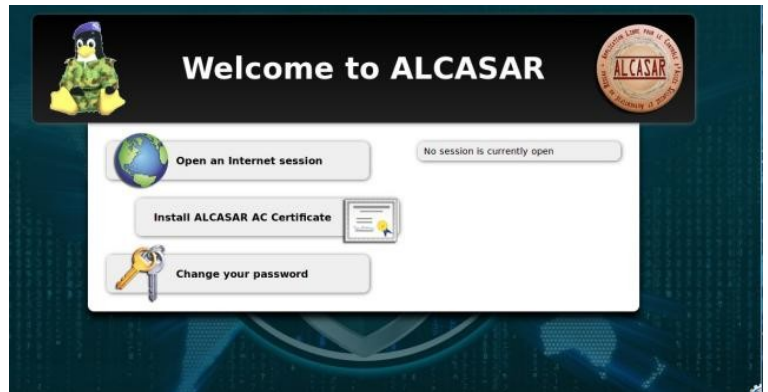 Welcome to ALCASAR
ALCASAR
Open an Internet session
No session is currently open
Install ALCASAR AC Certificate
Change your password